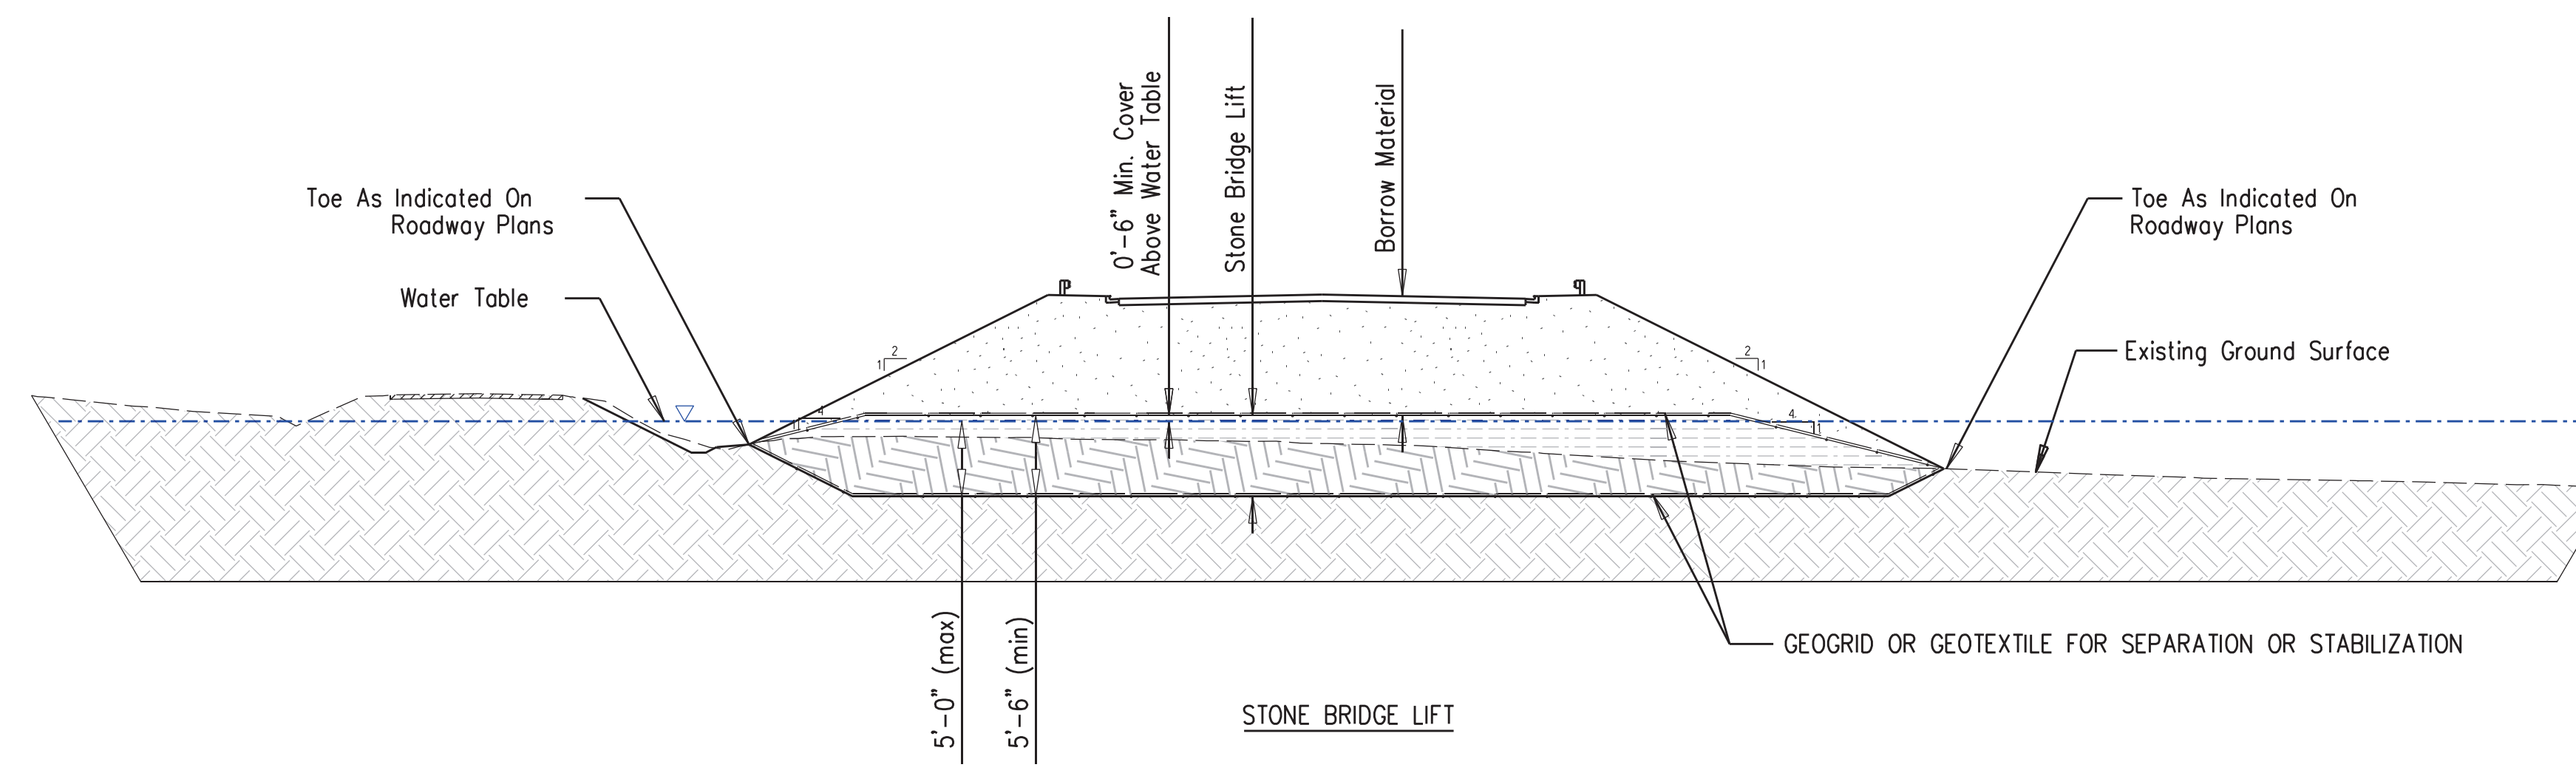 0'-6" Min. Cover
Above Water Table
Stone Bridge Lift
Borrow Material
Toe As Indicated On
Roadway Plans
Water Table
Toe As Indicated On
Roadway Plans
Existing Ground Surface
2
1
2
1
4
1
4
1
5'-0" (max)
5'-6" (min)
GEOGRID OR GEOTEXTILE FOR SEPARATION OR STABILIZATION
STONE BRIDGE LIFT